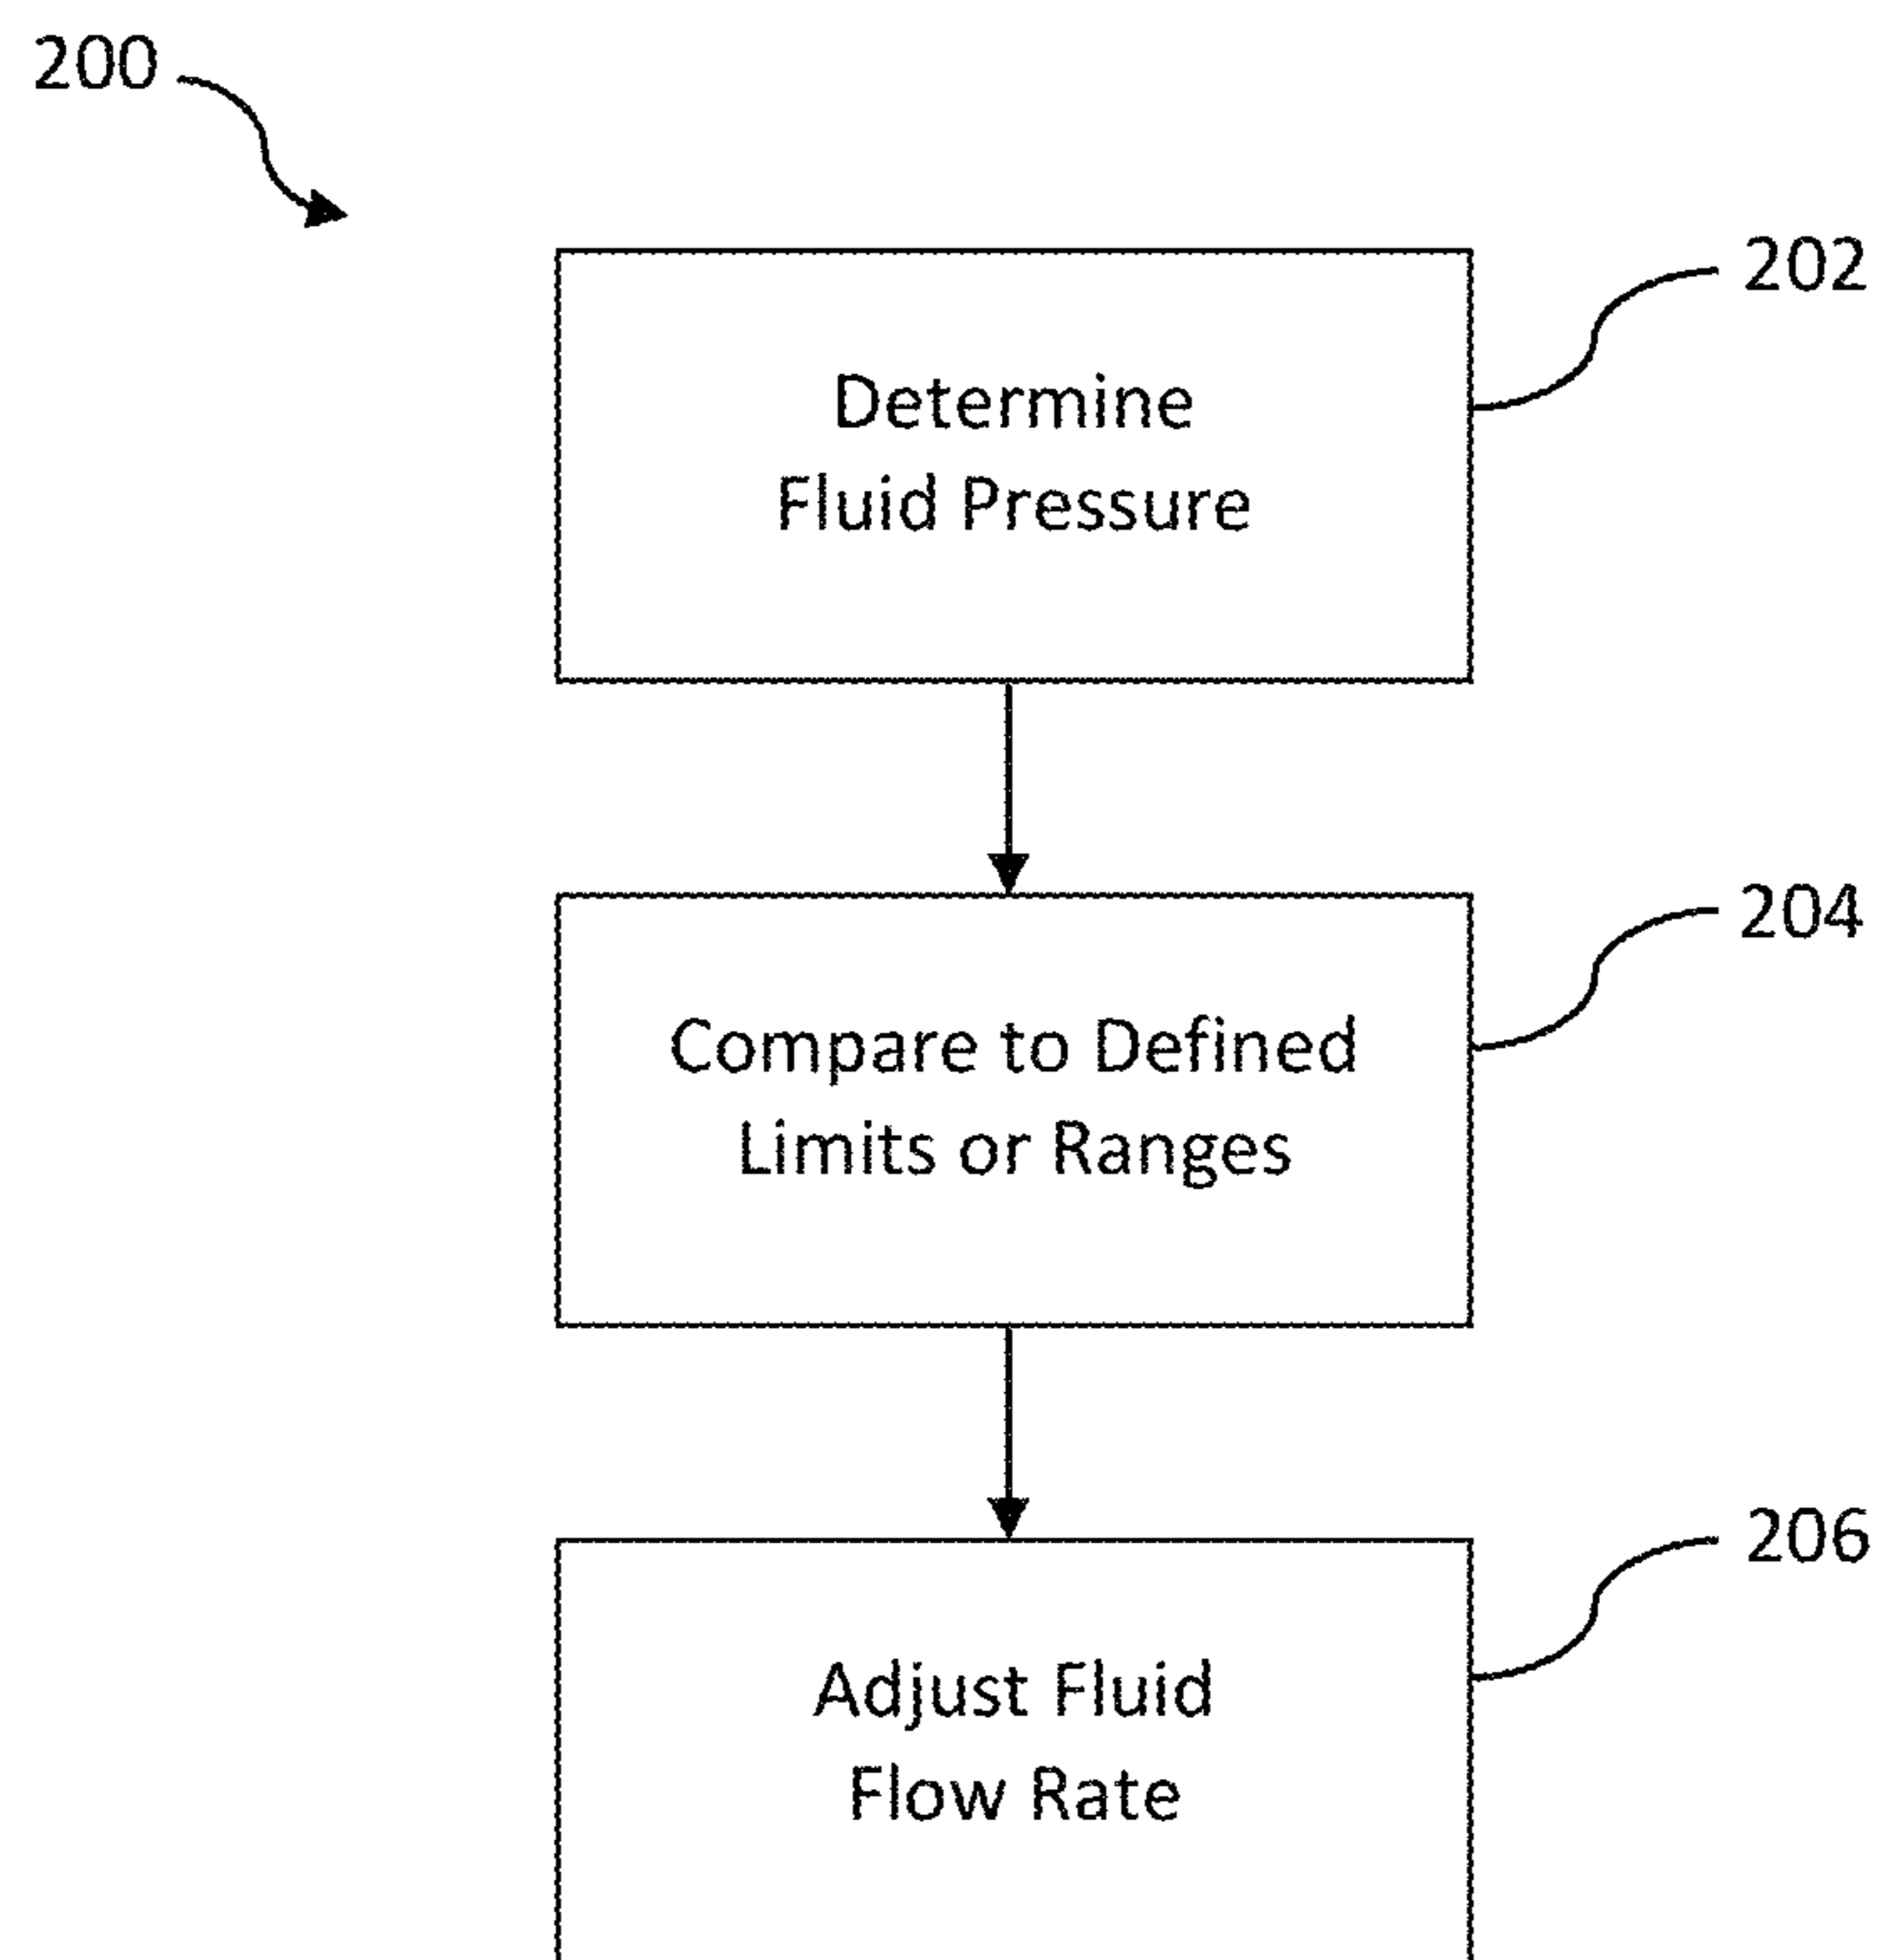 200
202
Determine
Fluid Pressure
204
Compare to Defined
Limits or Ranges
206
Adjust Fluid
Flow Rate